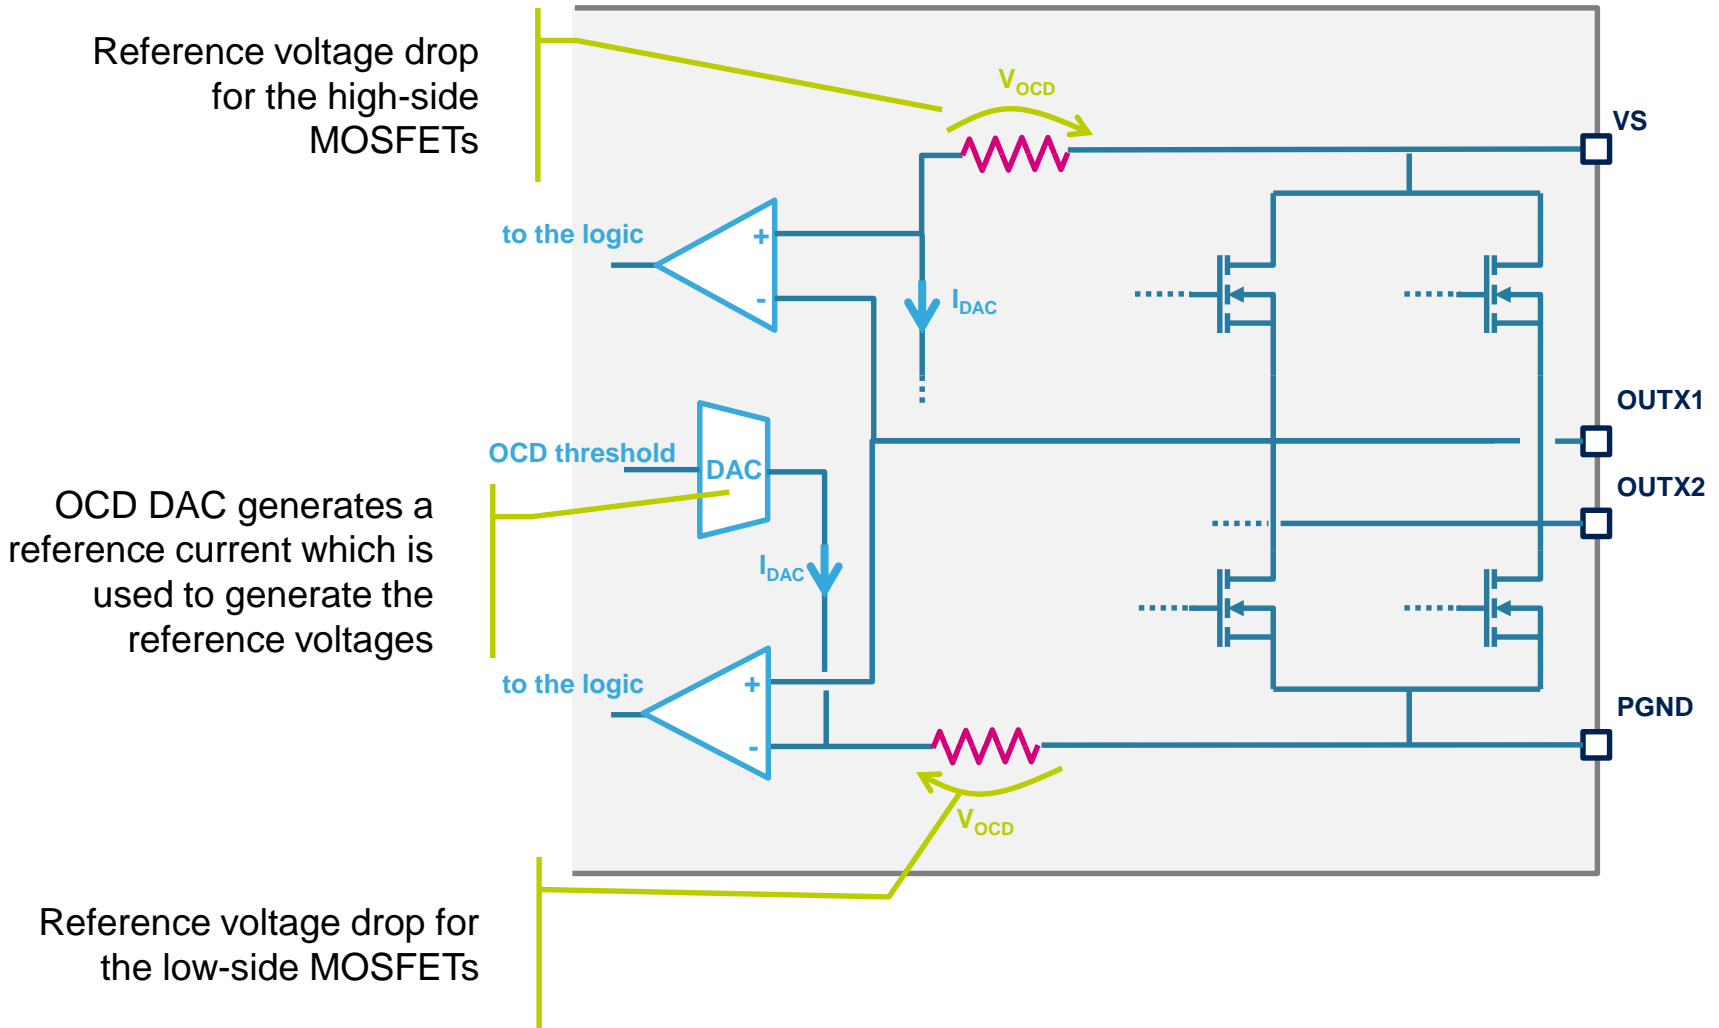 Reference voltage drop
for the high-side
MOSFETs
VOCD
VS
to the logic
+
-
IDAC
OUTX1
OCD threshold
DAC
OUTX2
OCD DAC generates a
reference current which is
used to generate the
reference voltages
IDAC
to the logic
+
-
PGND
VOCD
Reference voltage drop for
the low-side MOSFETs